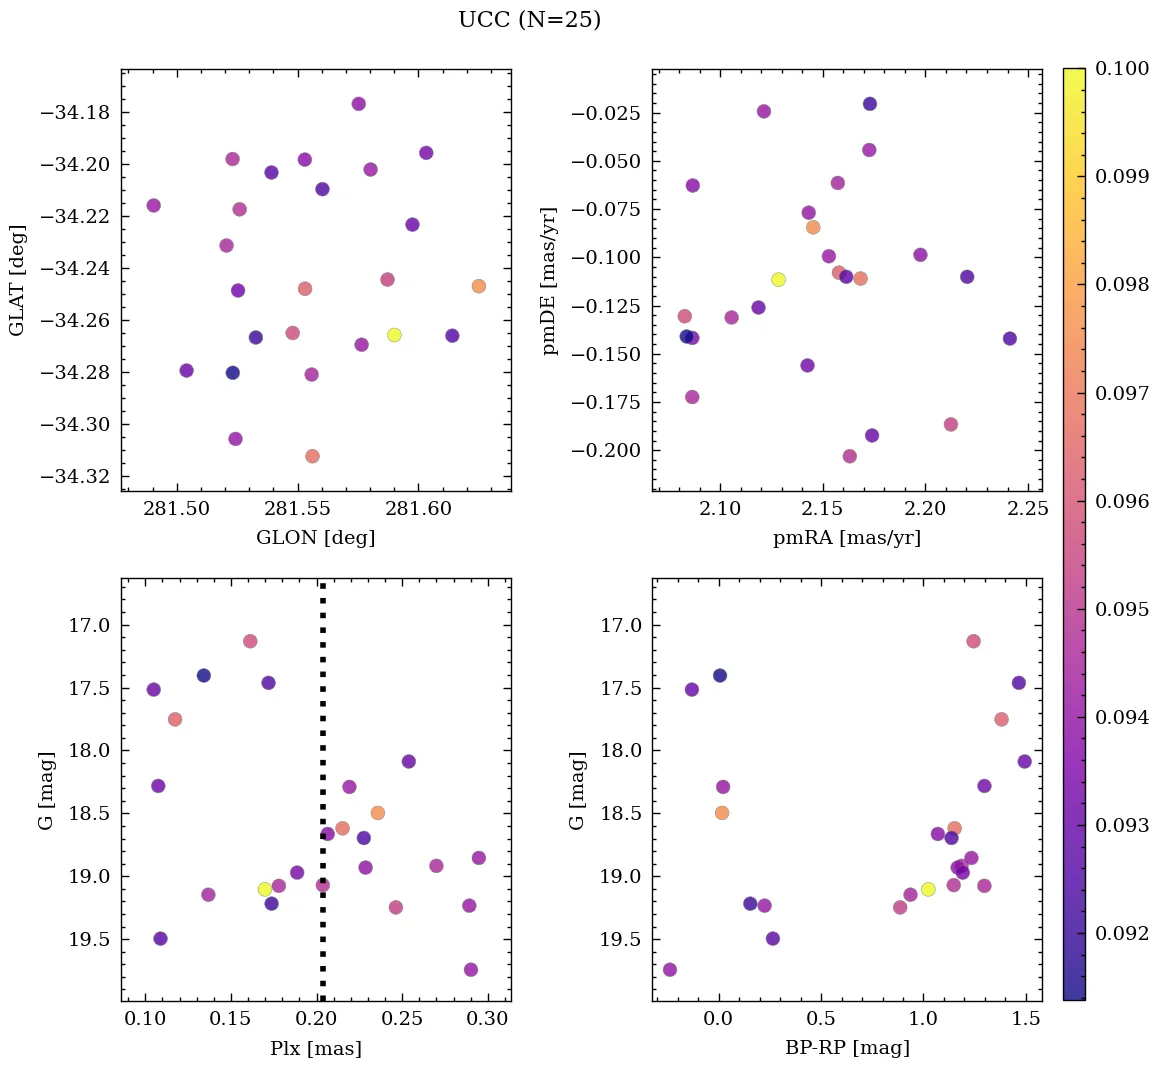 UCC (N=25)
−34.18
−34.20
−34.22
−34.24
−34.26
−34.28
−34.30
−34.32
GLAT [deg]
281.50 281.55 281.60
GLON [deg]
−0.025
−0.050
−0.075
−0.100
−0.125
−0.150
−0.175
−0.200
pmDE [mas/yr]
2.10 2.15 2.20 2.25
pmRA [mas/yr]
17.0
17.5
18.0
18.5
19.0
19.5
G [mag]
0.10 0.15 0.20 0.25 0.30
Plx [mas]
17.0
17.5
18.0
18.5
19.0
19.5
G [mag]
0.0 0.5 1.0 1.5
BP-RP [mag]
0.100
0.099
0.098
0.097
0.096
0.095
0.094
0.093
0.092